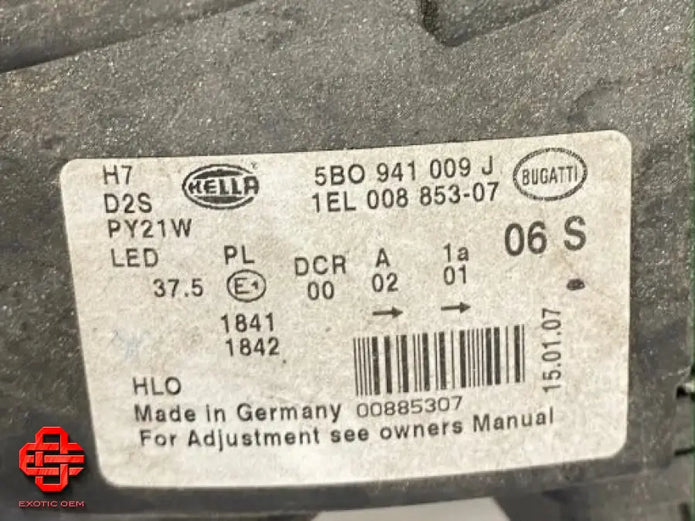 H7
HELLA
5B0 941 009 J
BUGATTI
D2S
1EL 008 853-07
PY21W
06 S
LED
PL
DCR
A
1a
37.5
E1
00
02
01
→
→
1841
1842
15.01.07
HLO
Made in Germany
00885307
For Adjustment see owners Manual
EXOTIC OEM